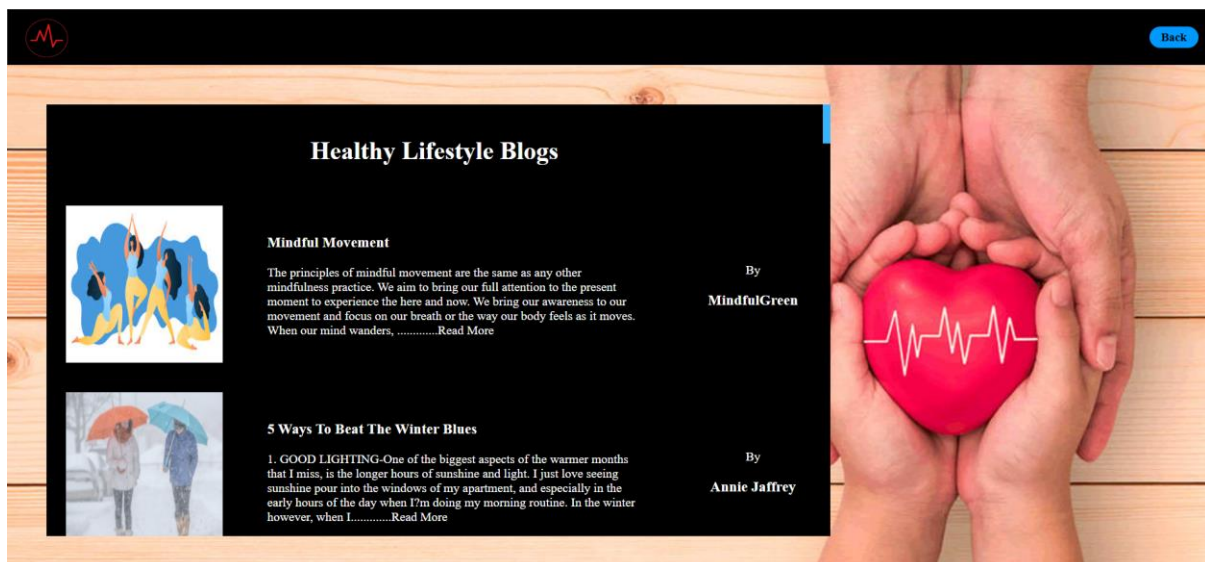 Back
Healthy Lifestyle Blogs
Mindful Movement
The principles of mindful movement are the same as any other
mindfulness practice. We aim to bring our full attention to the present
moment to experience the here and now. We bring our awareness to our
movement and focus on our breath or the way our body feels as it moves.
When our mind wanders, .............Read More
By
MindfulGreen
5 Ways To Beat The Winter Blues
1. GOOD LIGHTING-One of the biggest aspects of the warmer months
that I miss, is the longer hours of sunshine and light. I just love seeing
sunshine pour into the windows of my apartment, and especially in the
early hours of the day when I?m doing my morning routine. In the winter
however, when I.............Read More
By
Annie Jaffrey